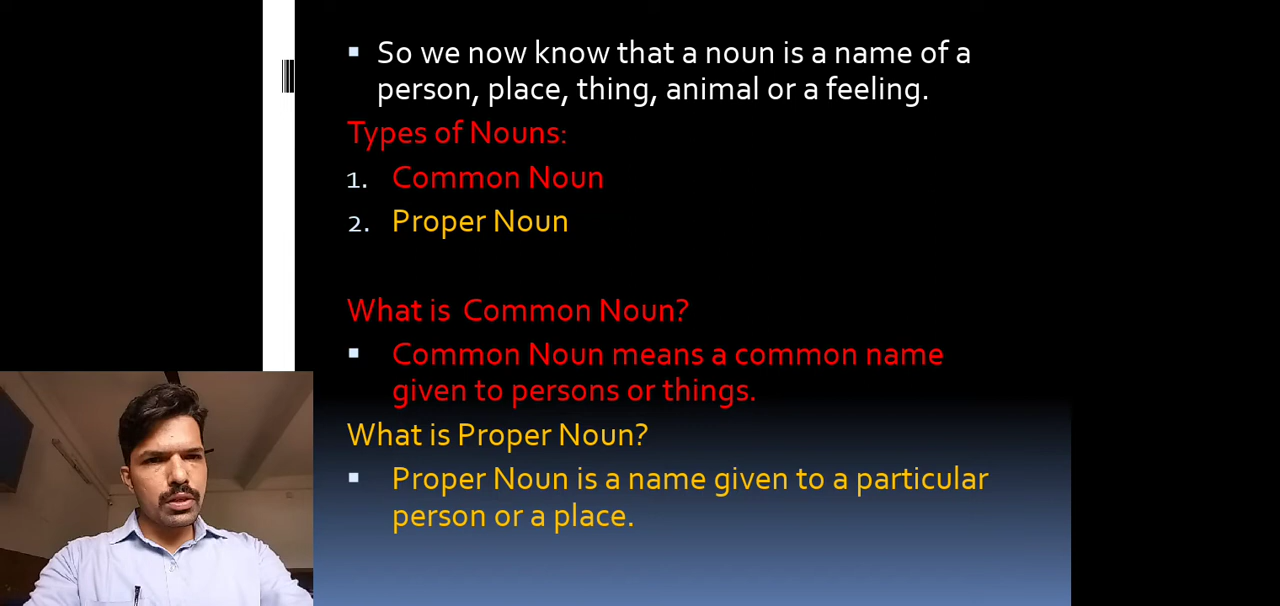 So we now know that a noun is a name of a
person, place, thing, animal or a feeling.
Types of Nouns:
1. Common Noun
2. Proper Noun
What is  Common Noun?
Common Noun means a common name
given to persons or things.
What is Proper Noun?
Proper Noun is a name given to a particular
person or a place.